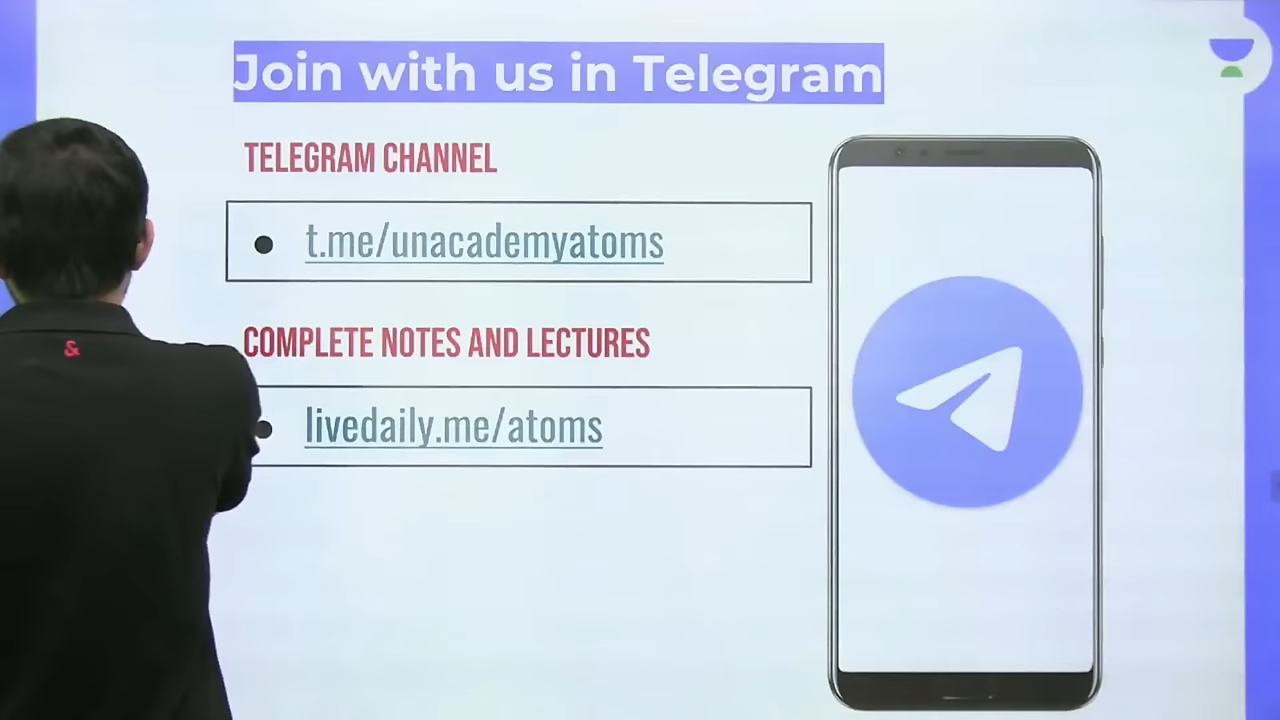 Join with us in Telegram
TELEGRAM CHANNEL
● t.me/unacademyatoms
COMPLETE NOTES AND LECTURES
● livedaily.me/atoms
&